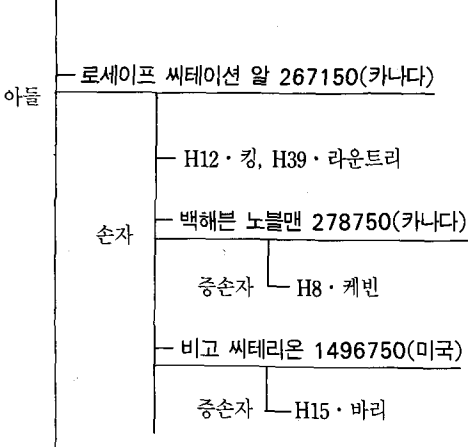 로세이프 씨테이션 알 267150(카나다)
아들
H12·킹, H39·라운트리
백해븐 노블맨 278750(카나다)
손자
증손자 H8·케빈
비고 씨테리온 1496750(미국)
증손자 H15·바리